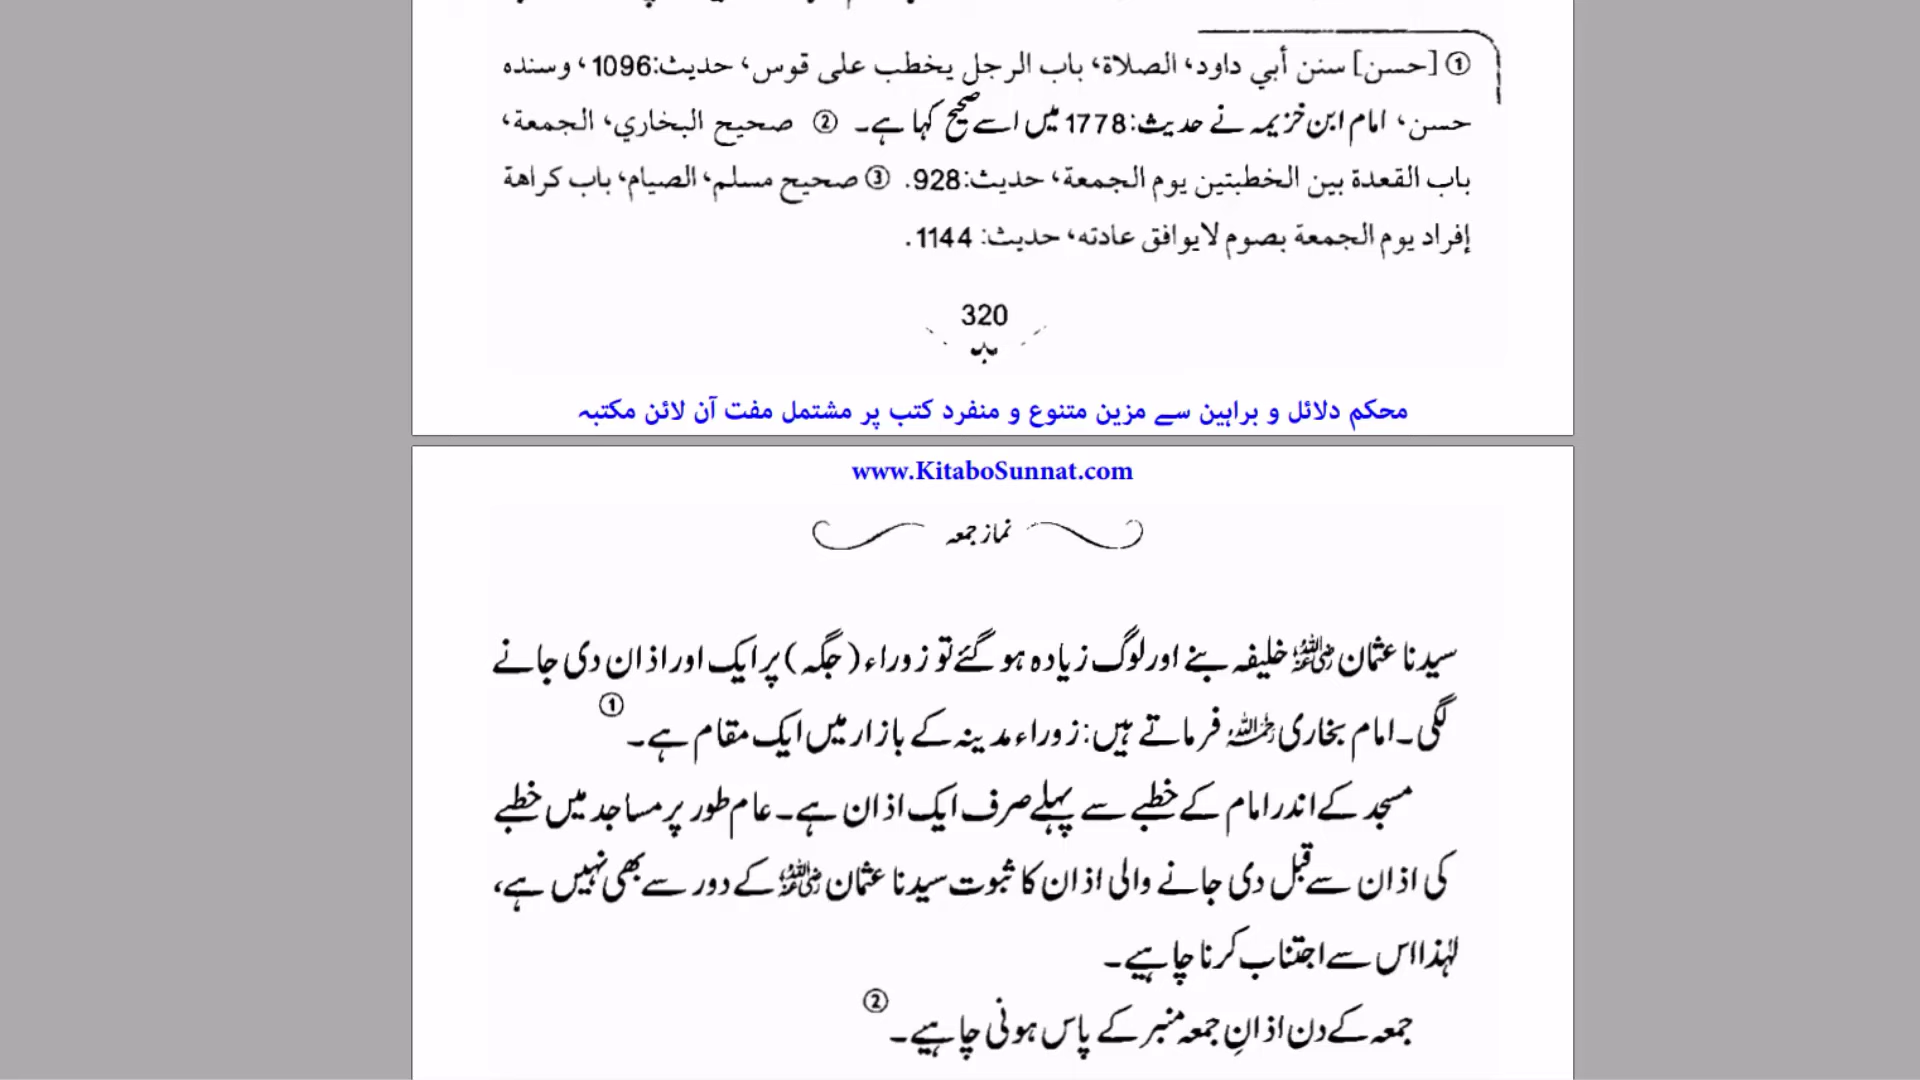 ① [حسن] سنن أبي داود، الصلاة، باب الرجل يخطب على قوس، حديث:1096، وسنده
حسن، امام ابن خزیمہ نے حدیث:1778 میں اسے صحیح کہا ہے۔ ② صحيح البخاري، الجمعة،
باب القعدة بين الخطبتين يوم الجمعة، حديث:928. ③ صحيح مسلم، الصيام، باب كراهة
إفراد يوم الجمعة بصوم لايوافق عادته، حديث: 1144.
320
محکم دلائل و براہین سے مزین متنوع و منفرد کتب پر مشتمل مفت آن لائن مکتبہ
www.KitaboSunnat.com
نماز جمعہ
سیدنا عثمان رضی اللہ عنہ خلیفہ بنے اور لوگ زیادہ ہو گئے تو زوراء (جگہ) پر ایک اور اذان دی جانے
لگی۔ امام بخاری رحمہ اللہ فرماتے ہیں: زوراء مدینہ کے بازار میں ایک مقام ہے۔ ①
مسجد کے اندر امام کے خطبے سے پہلے صرف ایک اذان ہے۔ عام طور پر مساجد میں خطبے
کی اذان سے قبل دی جانے والی اذان کا ثبوت سیدنا عثمان رضی اللہ عنہ کے دور سے بھی نہیں ہے،
لہٰذا اس سے اجتناب کرنا چاہیے۔
جمعہ کے دن اذانِ جمعہ منبر کے پاس ہونی چاہیے۔ ②